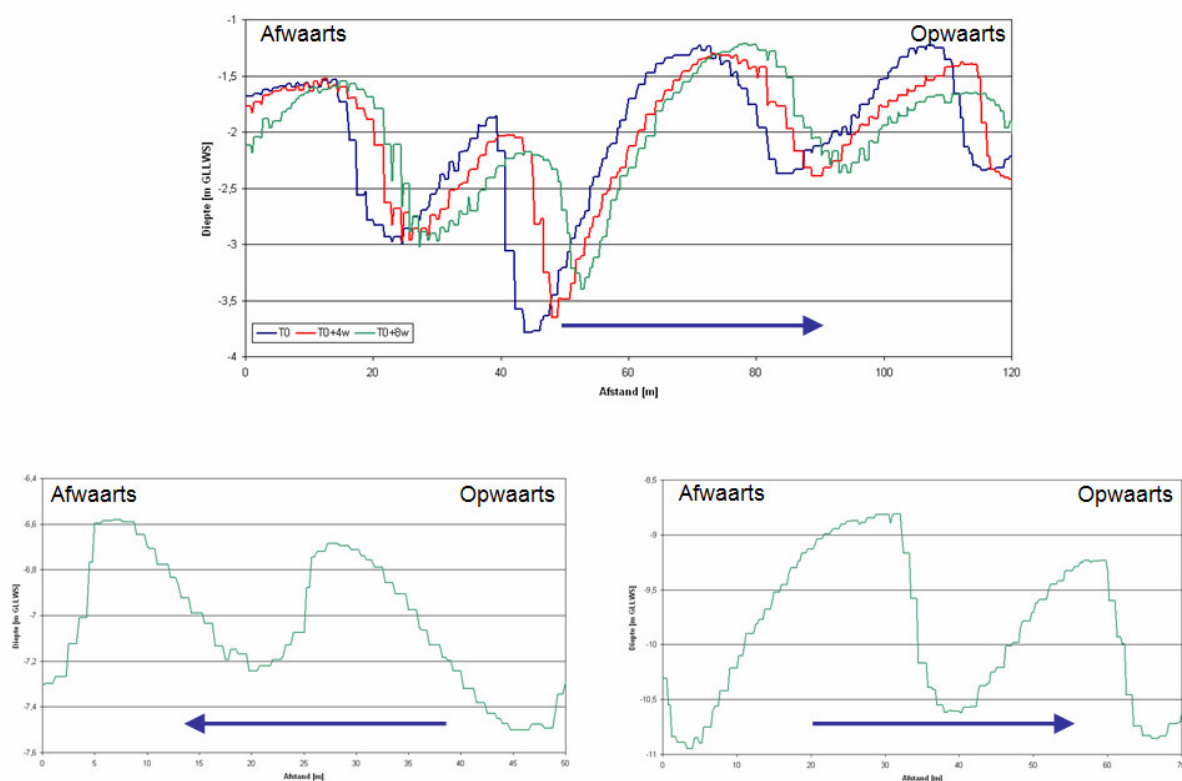 Afwaarts Opwaarts
-1
-1,5
-2
-2,5
-3
-3,5
-4
Diepte [m GLLWS]
T0 T0+4w T0+8w
0 20 40 60 80 100 120
Afstand [m]
Afwaarts Opwaarts
-6,4
-6,6
-6,8
-7
-7,2
-7,4
-7,6
Diepte [m GLLWS]
0 5 10 15 20 25 30 35 40 45 50
Afstand [m]
Afwaarts Opwaarts
-8,5
-9
-9,5
-10
-10,5
-11
Diepte [m GLLWS]
0 10 20 30 40 50 60 70
Afstand [m]